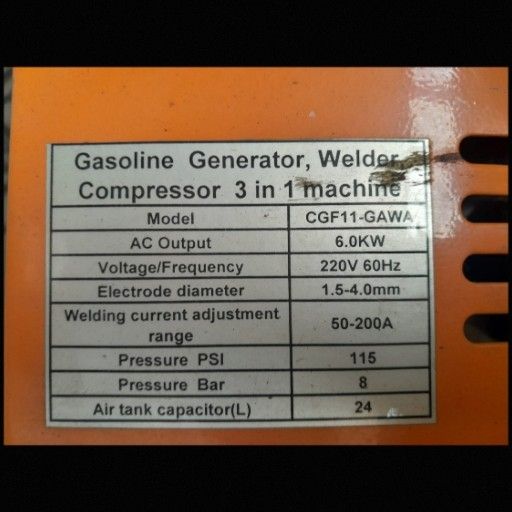 Gasoline Generator, Welder,
Compressor 3 in 1 machine
Model CGF11-GAWA
AC Output 6.0KW
Voltage/Frequency 220V 60Hz
Electrode diameter 1.5-4.0mm
Welding current adjustment
range 50-200A
Pressure PSI 115
Pressure Bar 8
Air tank capacitor(L) 24